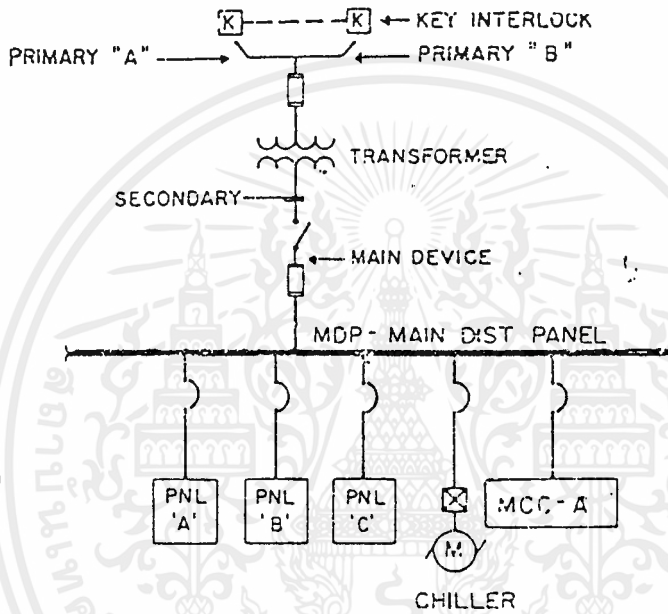 K K KEY INTERLOCK
PRIMARY "A" PRIMARY "B"
TRANSFORMER
SECONDARY
MAIN DEVICE
MDP - MAIN DIST PANEL
PNL 'A'
PNL 'B'
PNL 'C'
M
MCC-A
CHILLER